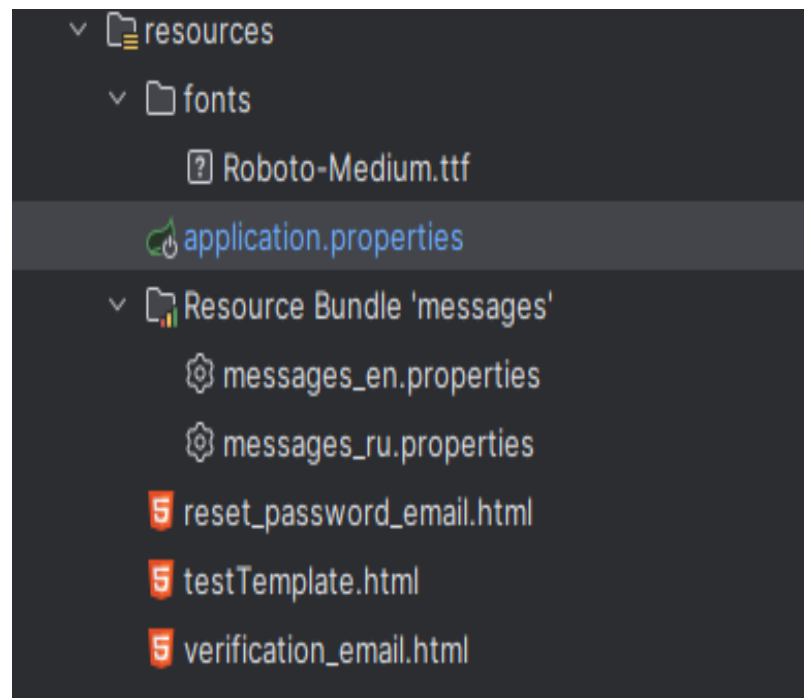 resources
fonts
Roboto-Medium.ttf
application.properties
Resource Bundle 'messages'
messages_en.properties
messages_ru.properties
reset_password_email.html
testTemplate.html
verification_email.html